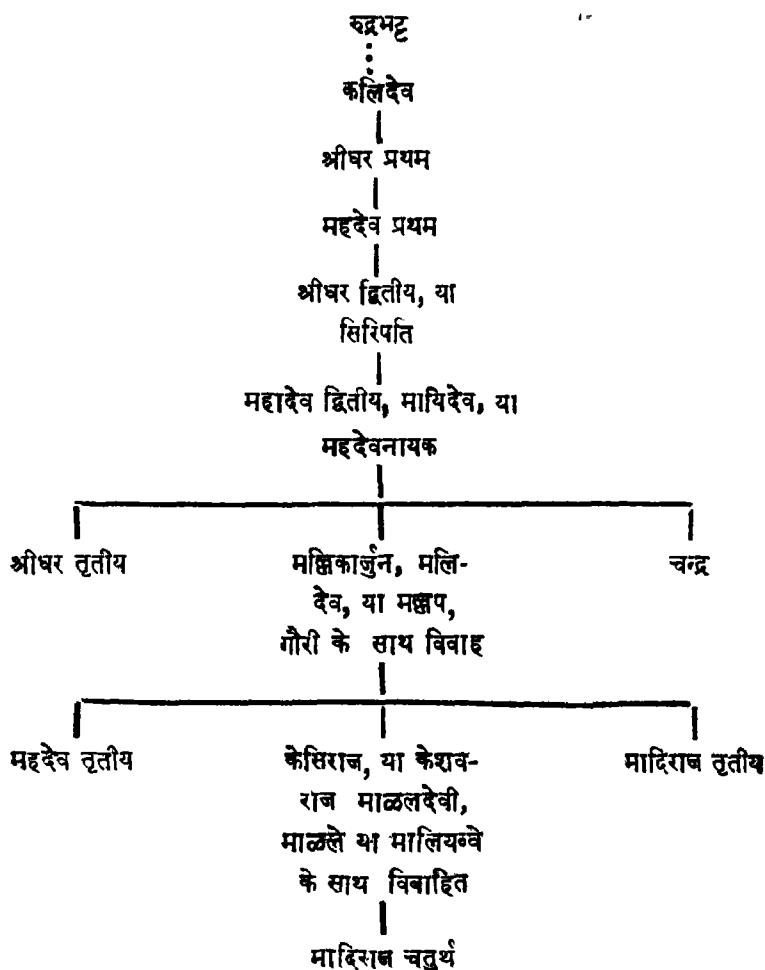 रुद्रभट्ट
कलिदेव
श्रीधर प्रथम
महदेव प्रथम
श्रीधर द्वितीय, या
सिरिपति
महादेव द्वितीय, मायिदेव, या
महदेवनायक
श्रीधर तृतीय मल्लिकार्जुन, मलि- चन्द्र
देव, या मल्लप,
गौरी के साथ विवाह
महदेव तृतीय केसिराज, या केशव- मादिराज तृतीय
राज माळलदेवी,
माळले या मालियव्वे
के साथ विवाहित
मादिराज चतुर्थ